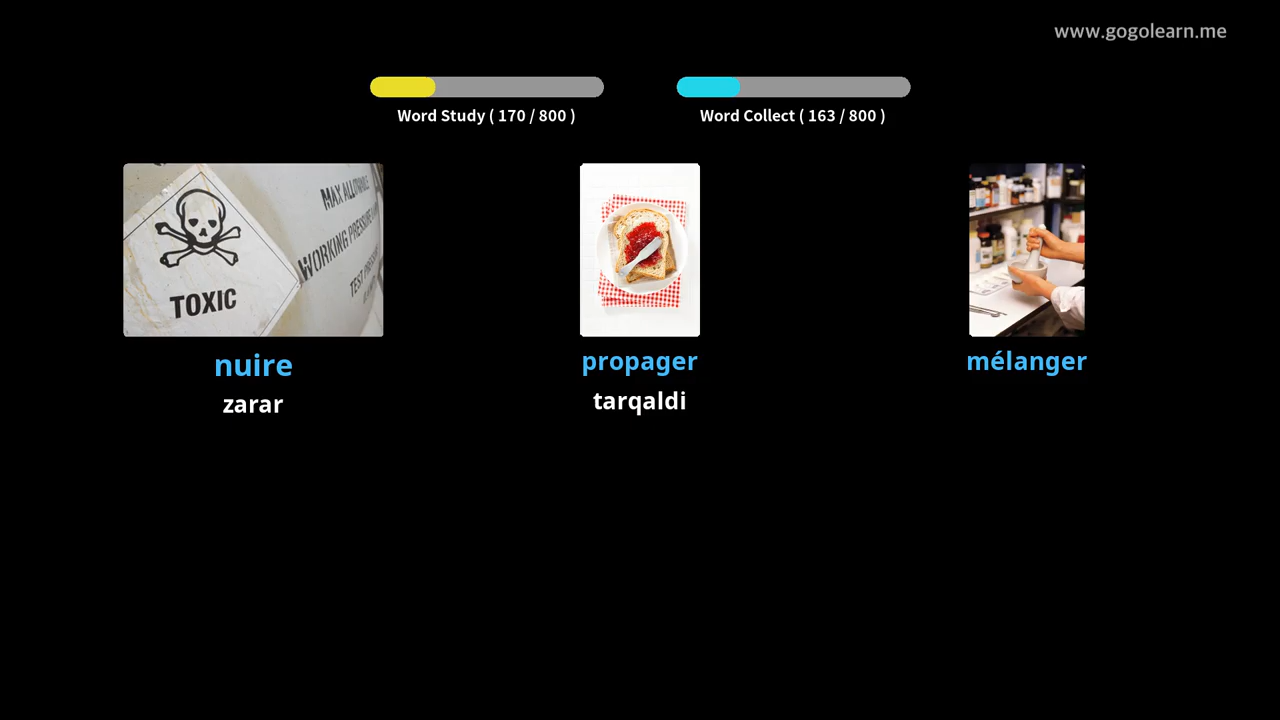 www.gogolearn.me
Word Study ( 170 / 800 )
Word Collect ( 163 / 800 )
TOXIC
MAX ALLOWABLE
WORKING PRESSURE
TEST
nuire
propager
mélanger
zarar
tarqaldi